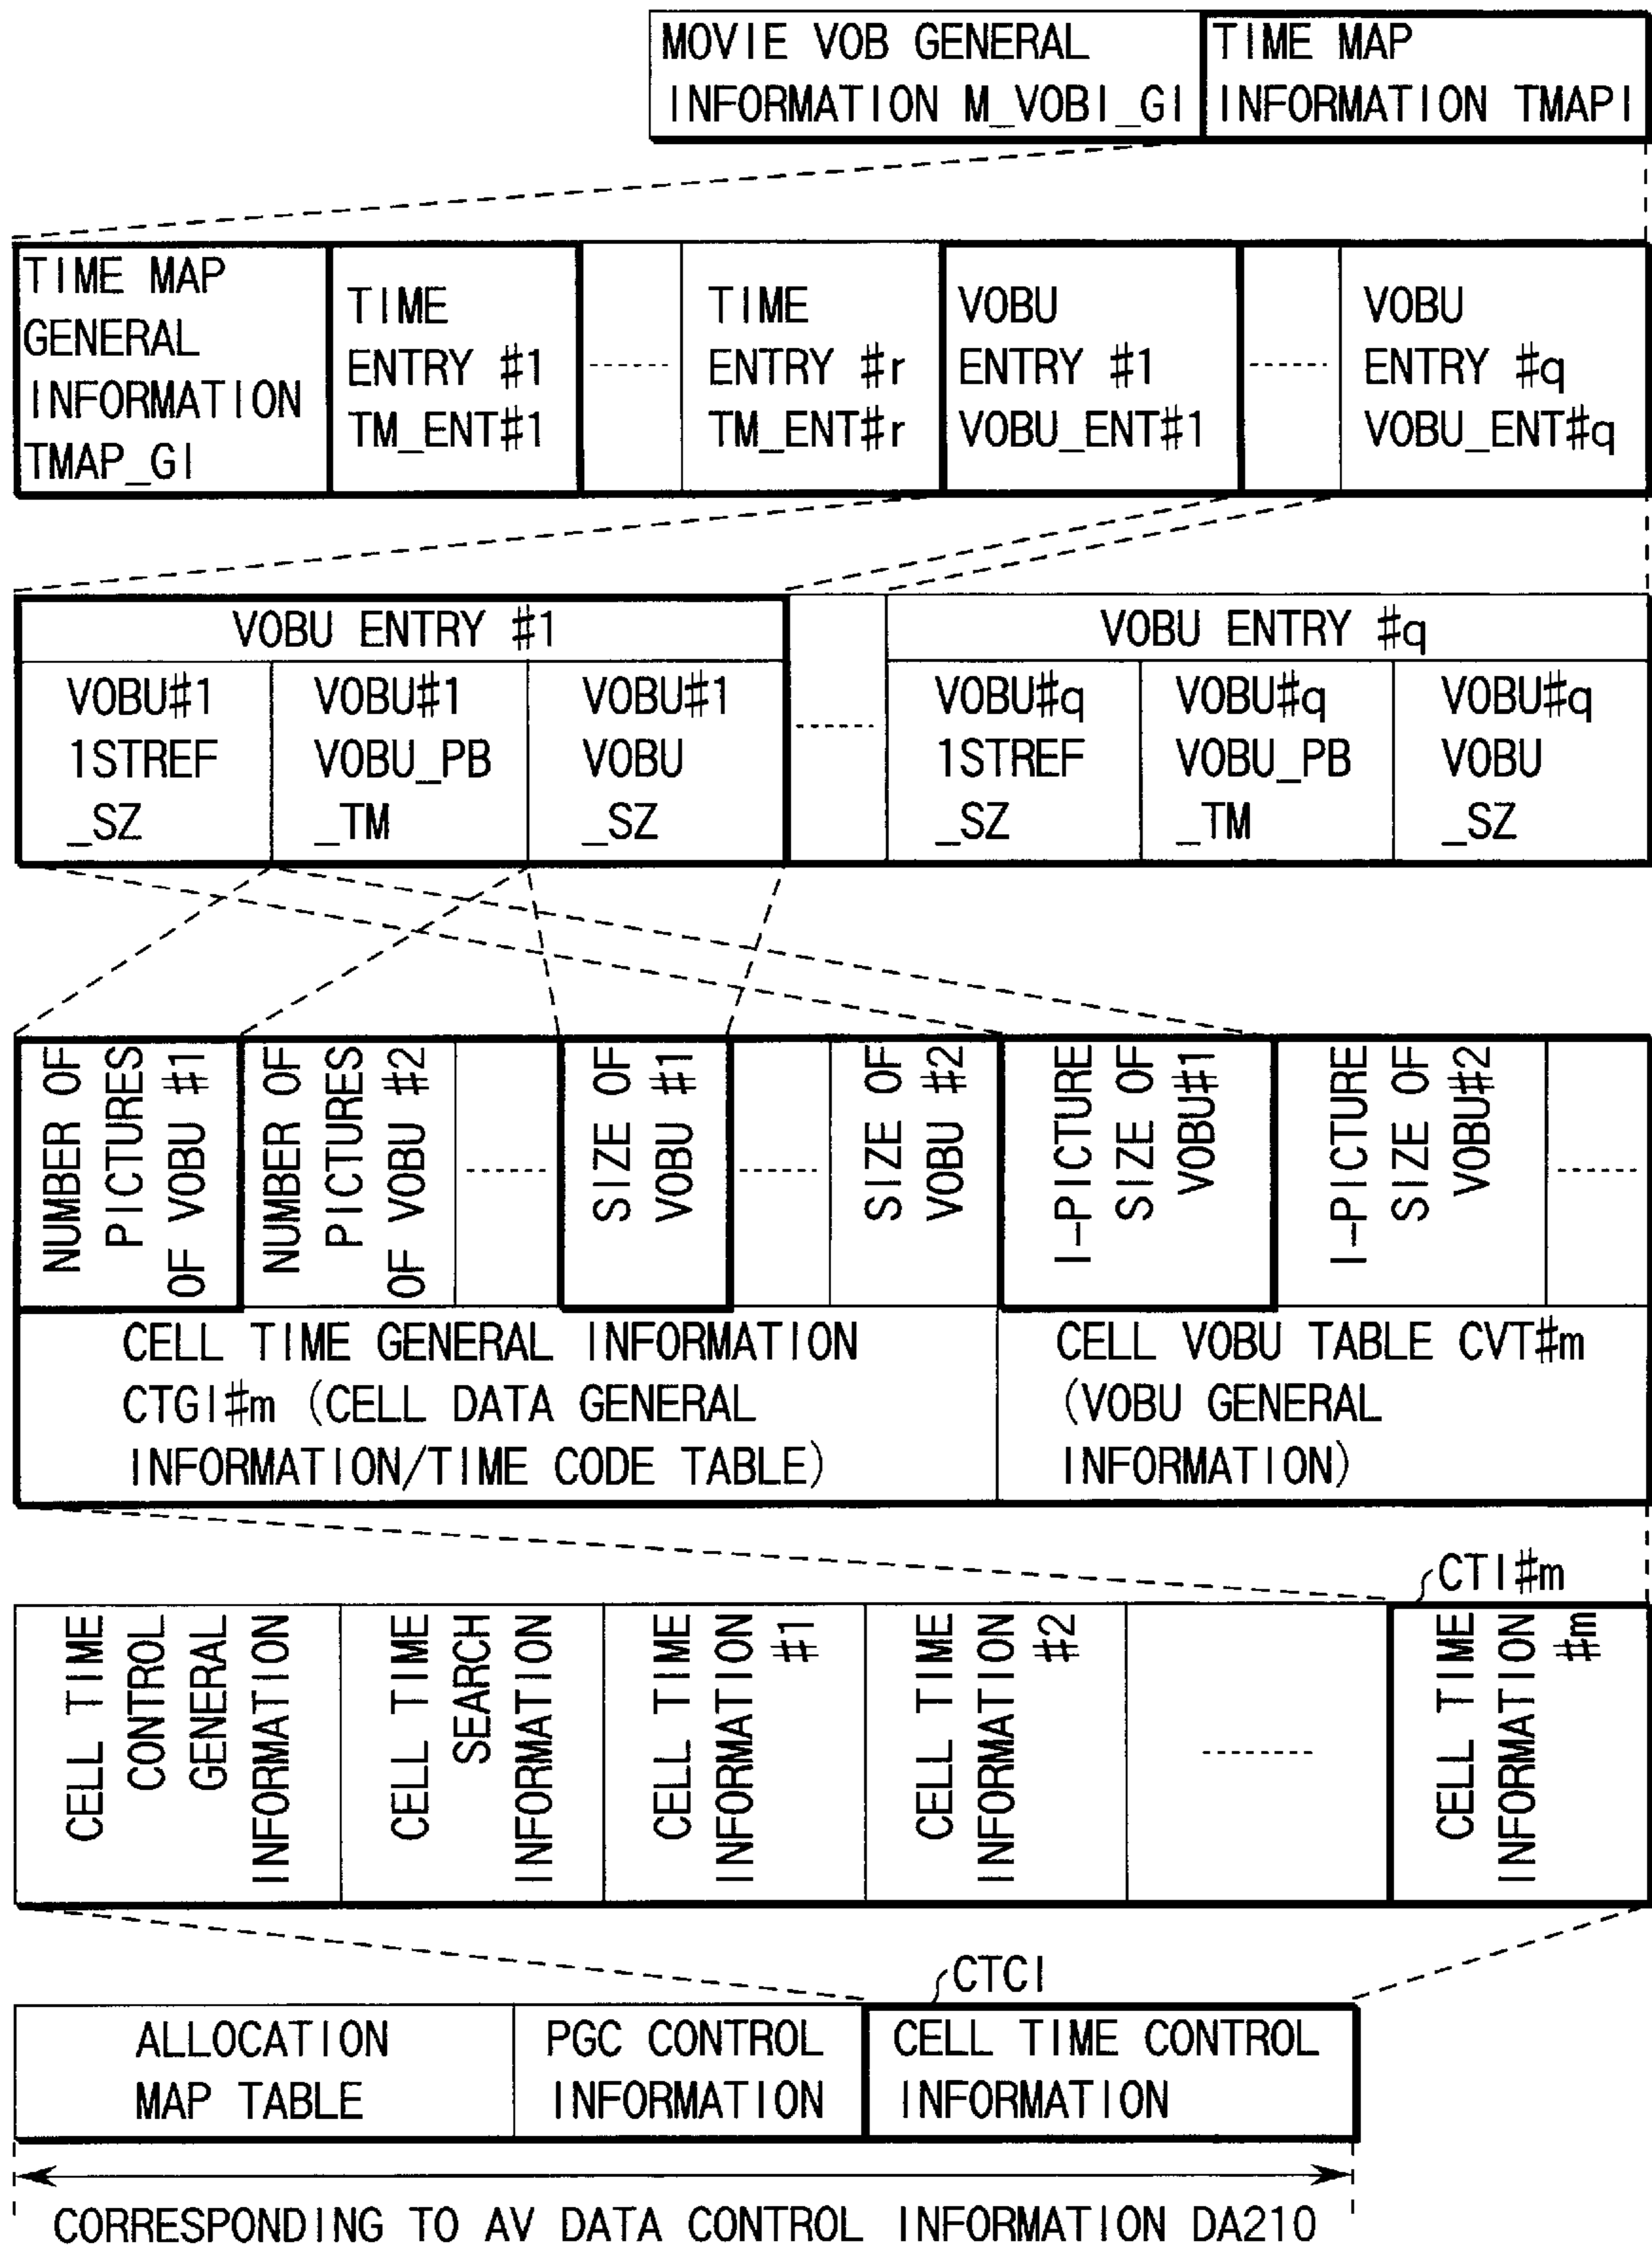 MOVIE VOB GENERAL
INFORMATION M_VOBI_GI
TIME MAP
INFORMATION TMAPI
TIME MAP
GENERAL
INFORMATION
TMAP_GI
TIME
ENTRY #1
TM_ENT#1
TIME
ENTRY #r
TM_ENT#r
VOBU
ENTRY #1
VOBU_ENT#1
VOBU
ENTRY #q
VOBU_ENT#q
VOBU ENTRY #1
VOBU#1
1STREF
_SZ
VOBU#1
VOBU_PB
_TM
VOBU#1
VOBU
_SZ
VOBU ENTRY #q
VOBU#q
1STREF
_SZ
VOBU#q
VOBU_PB
_TM
VOBU#q
VOBU
_SZ
NUMBER OF
PICTURES
OF VOBU #1
NUMBER OF
PICTURES
OF VOBU #2
SIZE OF
VOBU #1
SIZE OF
VOBU #2
I-PICTURE
SIZE OF
VOBU#1
I-PICTURE
SIZE OF
VOBU#2
CELL TIME GENERAL INFORMATION
CTGI#m (CELL DATA GENERAL
INFORMATION/TIME CODE TABLE)
CELL VOBU TABLE CVT#m
(VOBU GENERAL
INFORMATION)
CTI#m
CELL TIME
CONTROL
GENERAL
INFORMATION
CELL TIME
SEARCH
INFORMATION
CELL TIME
INFORMATION
#1
CELL TIME
INFORMATION
#2
CELL TIME
INFORMATION
#m
CTCI
ALLOCATION
MAP TABLE
PGC CONTROL
INFORMATION
CELL TIME CONTROL
INFORMATION
CORRESPONDING TO AV DATA CONTROL INFORMATION DA210